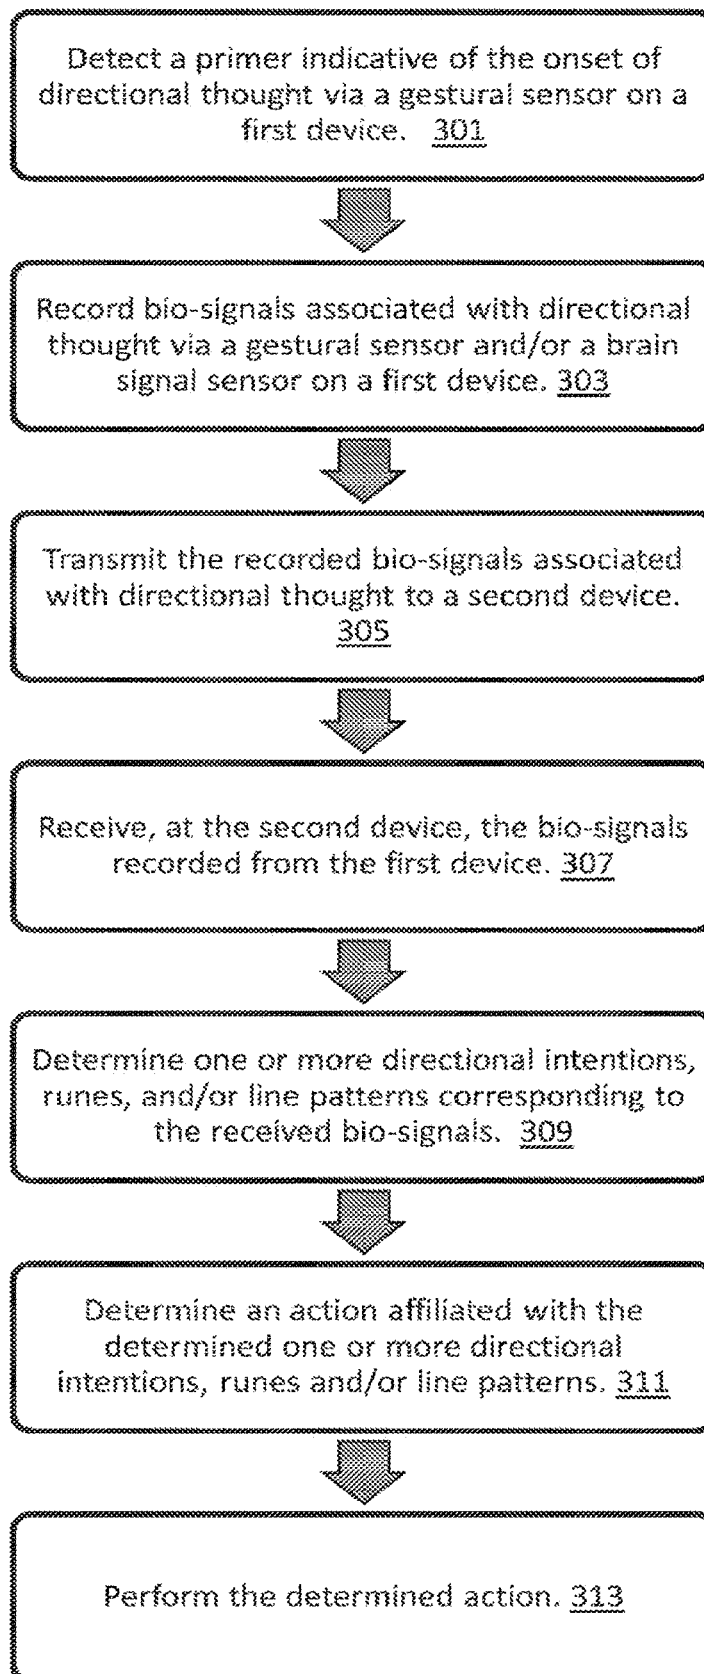 Detect a primer indicative of the onset of
directional thought via a gestural sensor on a
first device. 301
Record bio-signals associated with directional
thought via a gestural sensor and/or a brain
signal sensor on a first device. 303
Transmit the recorded bio-signals associated
with directional thought to a second device.
305
Receive, at the second device, the bio-signals
recorded from the first device. 307
Determine one or more directional intentions,
runes, and/or line patterns corresponding to
the received bio-signals. 309
Determine an action affiliated with the
determined one or more directional
intentions, runes and/or line patterns. 311
Perform the determined action. 313